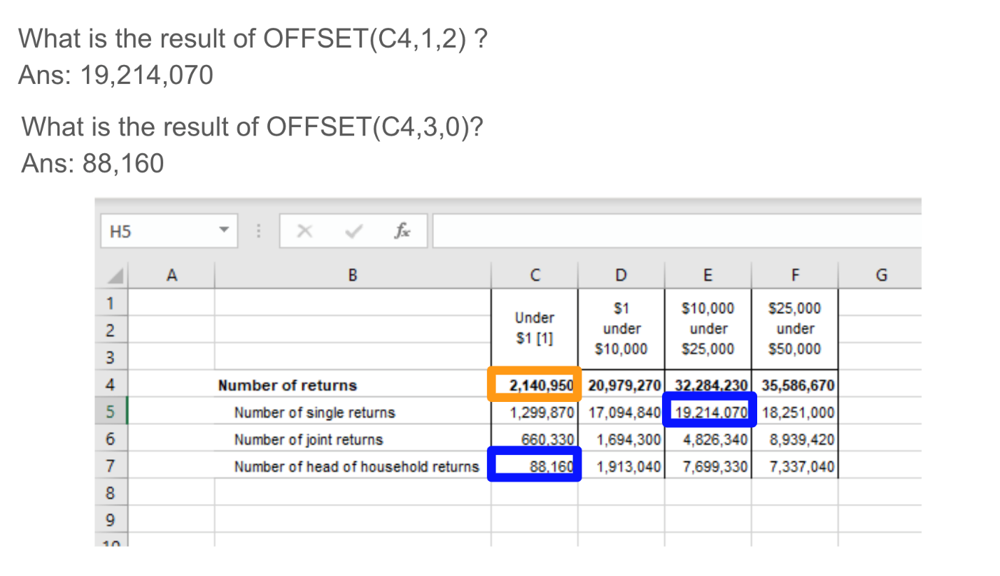 What is the result of OFFSET(C4,1,2) ?
Ans: 19,214,070
What is the result of OFFSET(C4,3,0)?
Ans: 88,160
H5 fx
A B C D E F G
1
2
3
Under
$1 [1]
$1
under
$10,000
$10,000
under
$25,000
$25,000
under
$50,000
4 Number of returns 2,140,950 20,979,270 32,284,230 35,586,670
5 Number of single returns 1,299,870 17,094,840 19,214,070 18,251,000
6 Number of joint returns 660,330 1,694,300 4,826,340 8,939,420
7 Number of head of household returns 88,160 1,913,040 7,699,330 7,337,040
8
9
10